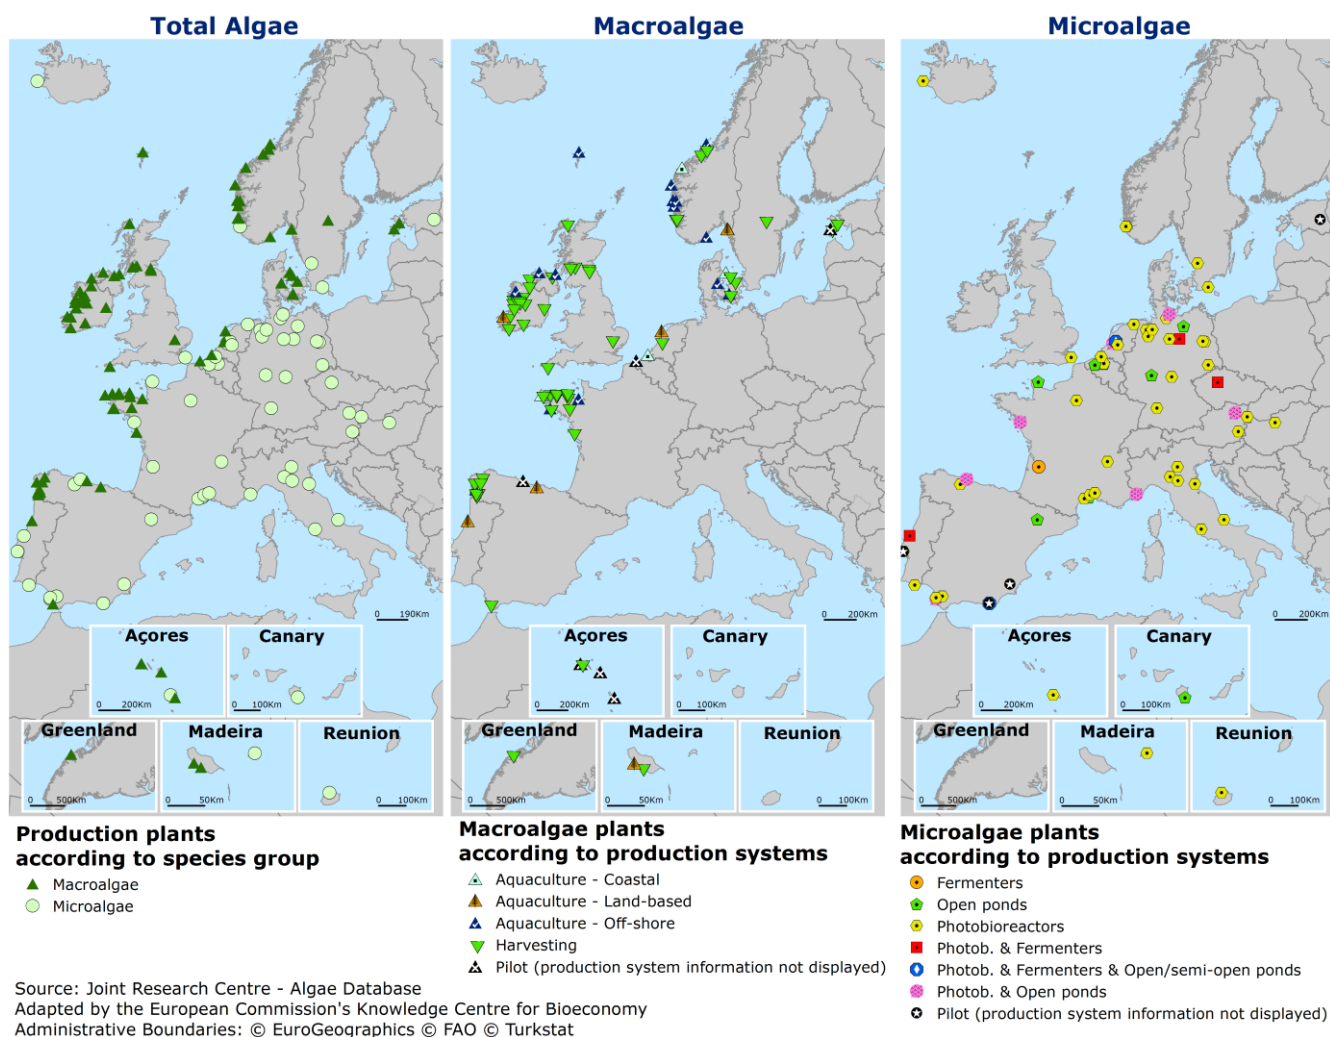 Total Algae
Macroalgae
Microalgae
0 190Km
0 200Km
0 200Km
Açores
0 200Km
Canary
0 100Km
Açores
0 200Km
Canary
0 100Km
Açores
0 200Km
Canary
0 100Km
Greenland
0 500Km
Madeira
0 50Km
Reunion
0 100Km
Greenland
0 500Km
Madeira
0 50Km
Reunion
0 100Km
Greenland
0 500Km
Madeira
0 50Km
Reunion
0 100Km
Production plants
according to species group
Macroalgae
Microalgae
Macroalgae plants
according to production systems
Aquaculture - Coastal
Aquaculture - Land-based
Aquaculture - Off-shore
Harvesting
Pilot (production system information not displayed)
Microalgae plants
according to production systems
Fermenters
Open ponds
Photobioreactors
Photob. & Fermenters
Photob. & Fermenters & Open/semi-open ponds
Photob. & Open ponds
Pilot (production system information not displayed)
Source: Joint Research Centre - Algae Database
Adapted by the European Commission's Knowledge Centre for Bioeconomy
Administrative Boundaries: © EuroGeographics © FAO © Turkstat